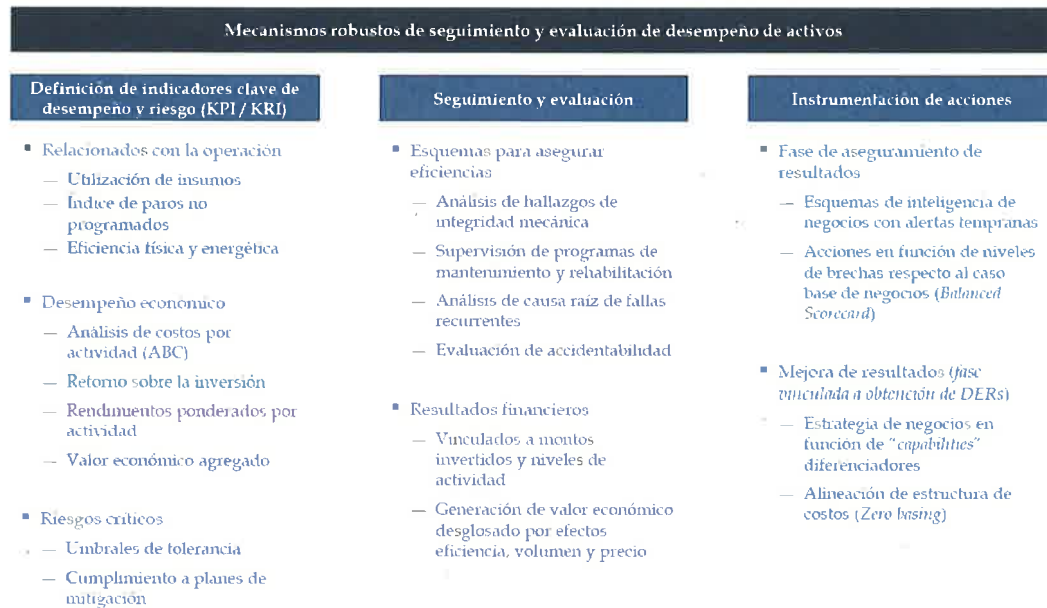 Mecanismos robustos de seguimiento y evaluación de desempeño de activos
Definición de indicadores clave de
desempeño y riesgo (KPI / KRI)
▪ Relacionados con la operación
— Utilización de insumos
— Índice de paros no
programados
— Eficiencia física y energética
▪ Desempeño económico
— Análisis de costos por
actividad (ABC)
— Retorno sobre la inversión
— Rendimientos ponderados por
actividad
— Valor económico agregado
▪ Riesgos críticos
— Umbrales de tolerancia
— Cumplimiento a planes de
mitigación
Seguimiento y evaluación
▪ Esquemas para asegurar
eficiencias
— Análisis de hallazgos de
integridad mecánica
— Supervisión de programas de
mantenimiento y rehabilitación
— Análisis de causa raíz de fallas
recurrentes
— Evaluación de accidentabilidad
▪ Resultados financieros
— Vinculados a montos
invertidos y niveles de
actividad
— Generación de valor económico
desglosado por efectos
eficiencia, volumen y precio
Instrumentación de acciones
▪ Fase de aseguramiento de
resultados
— Esquemas de inteligencia de
negocios con alertas tempranas
— Acciones en función de niveles
de brechas respecto al caso
base de negocios (Balanced
Scorecard)
▪ Mejora de resultados (fase
vinculada a obtención de DERs)
— Estrategia de negocios en
función de "capabilities"
diferenciadores
— Alineación de estructura de
costos (Zero basing)